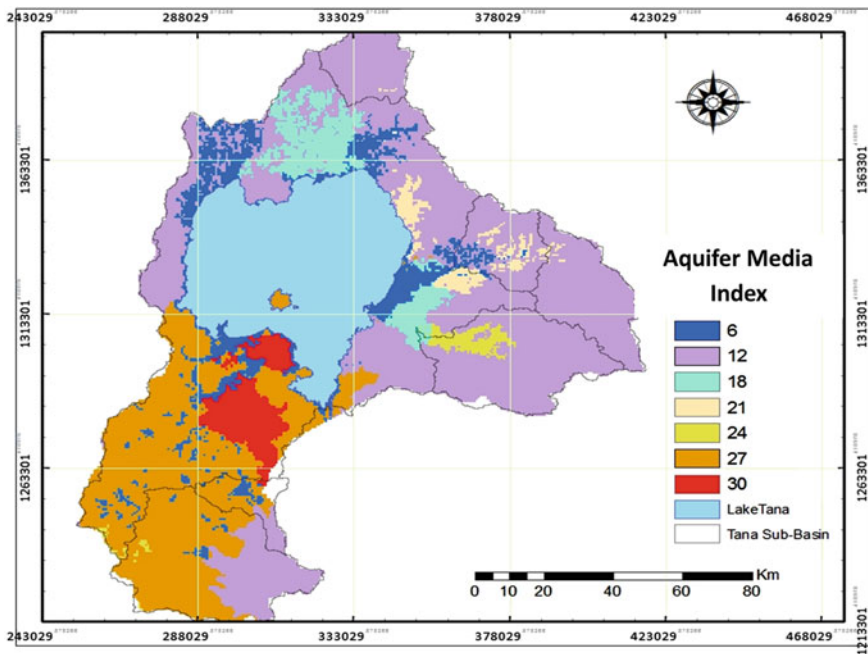 243029 288029 333029 378029 423029 468029
1363301 1363301
Aquifer Media
Index
1313301 1313301
6
12
18
21
24
27
30
LakeTana
Tana Sub-Basin
1263301 1263301
Km
0 10 20 40 60 80
243029 288029 333029 378029 423029 468029
1213301